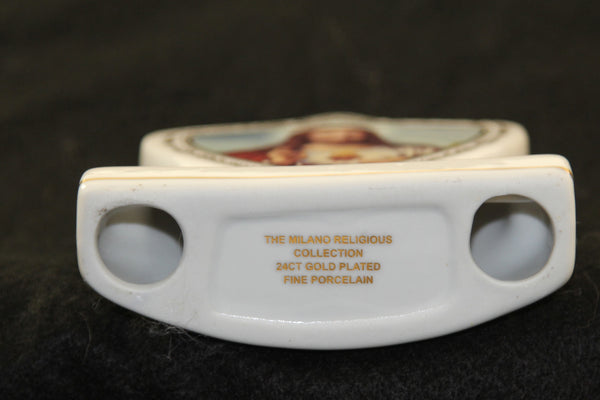 THE MILANO RELIGIOUS
COLLECTION
24CT GOLD PLATED
FINE PORCELAIN